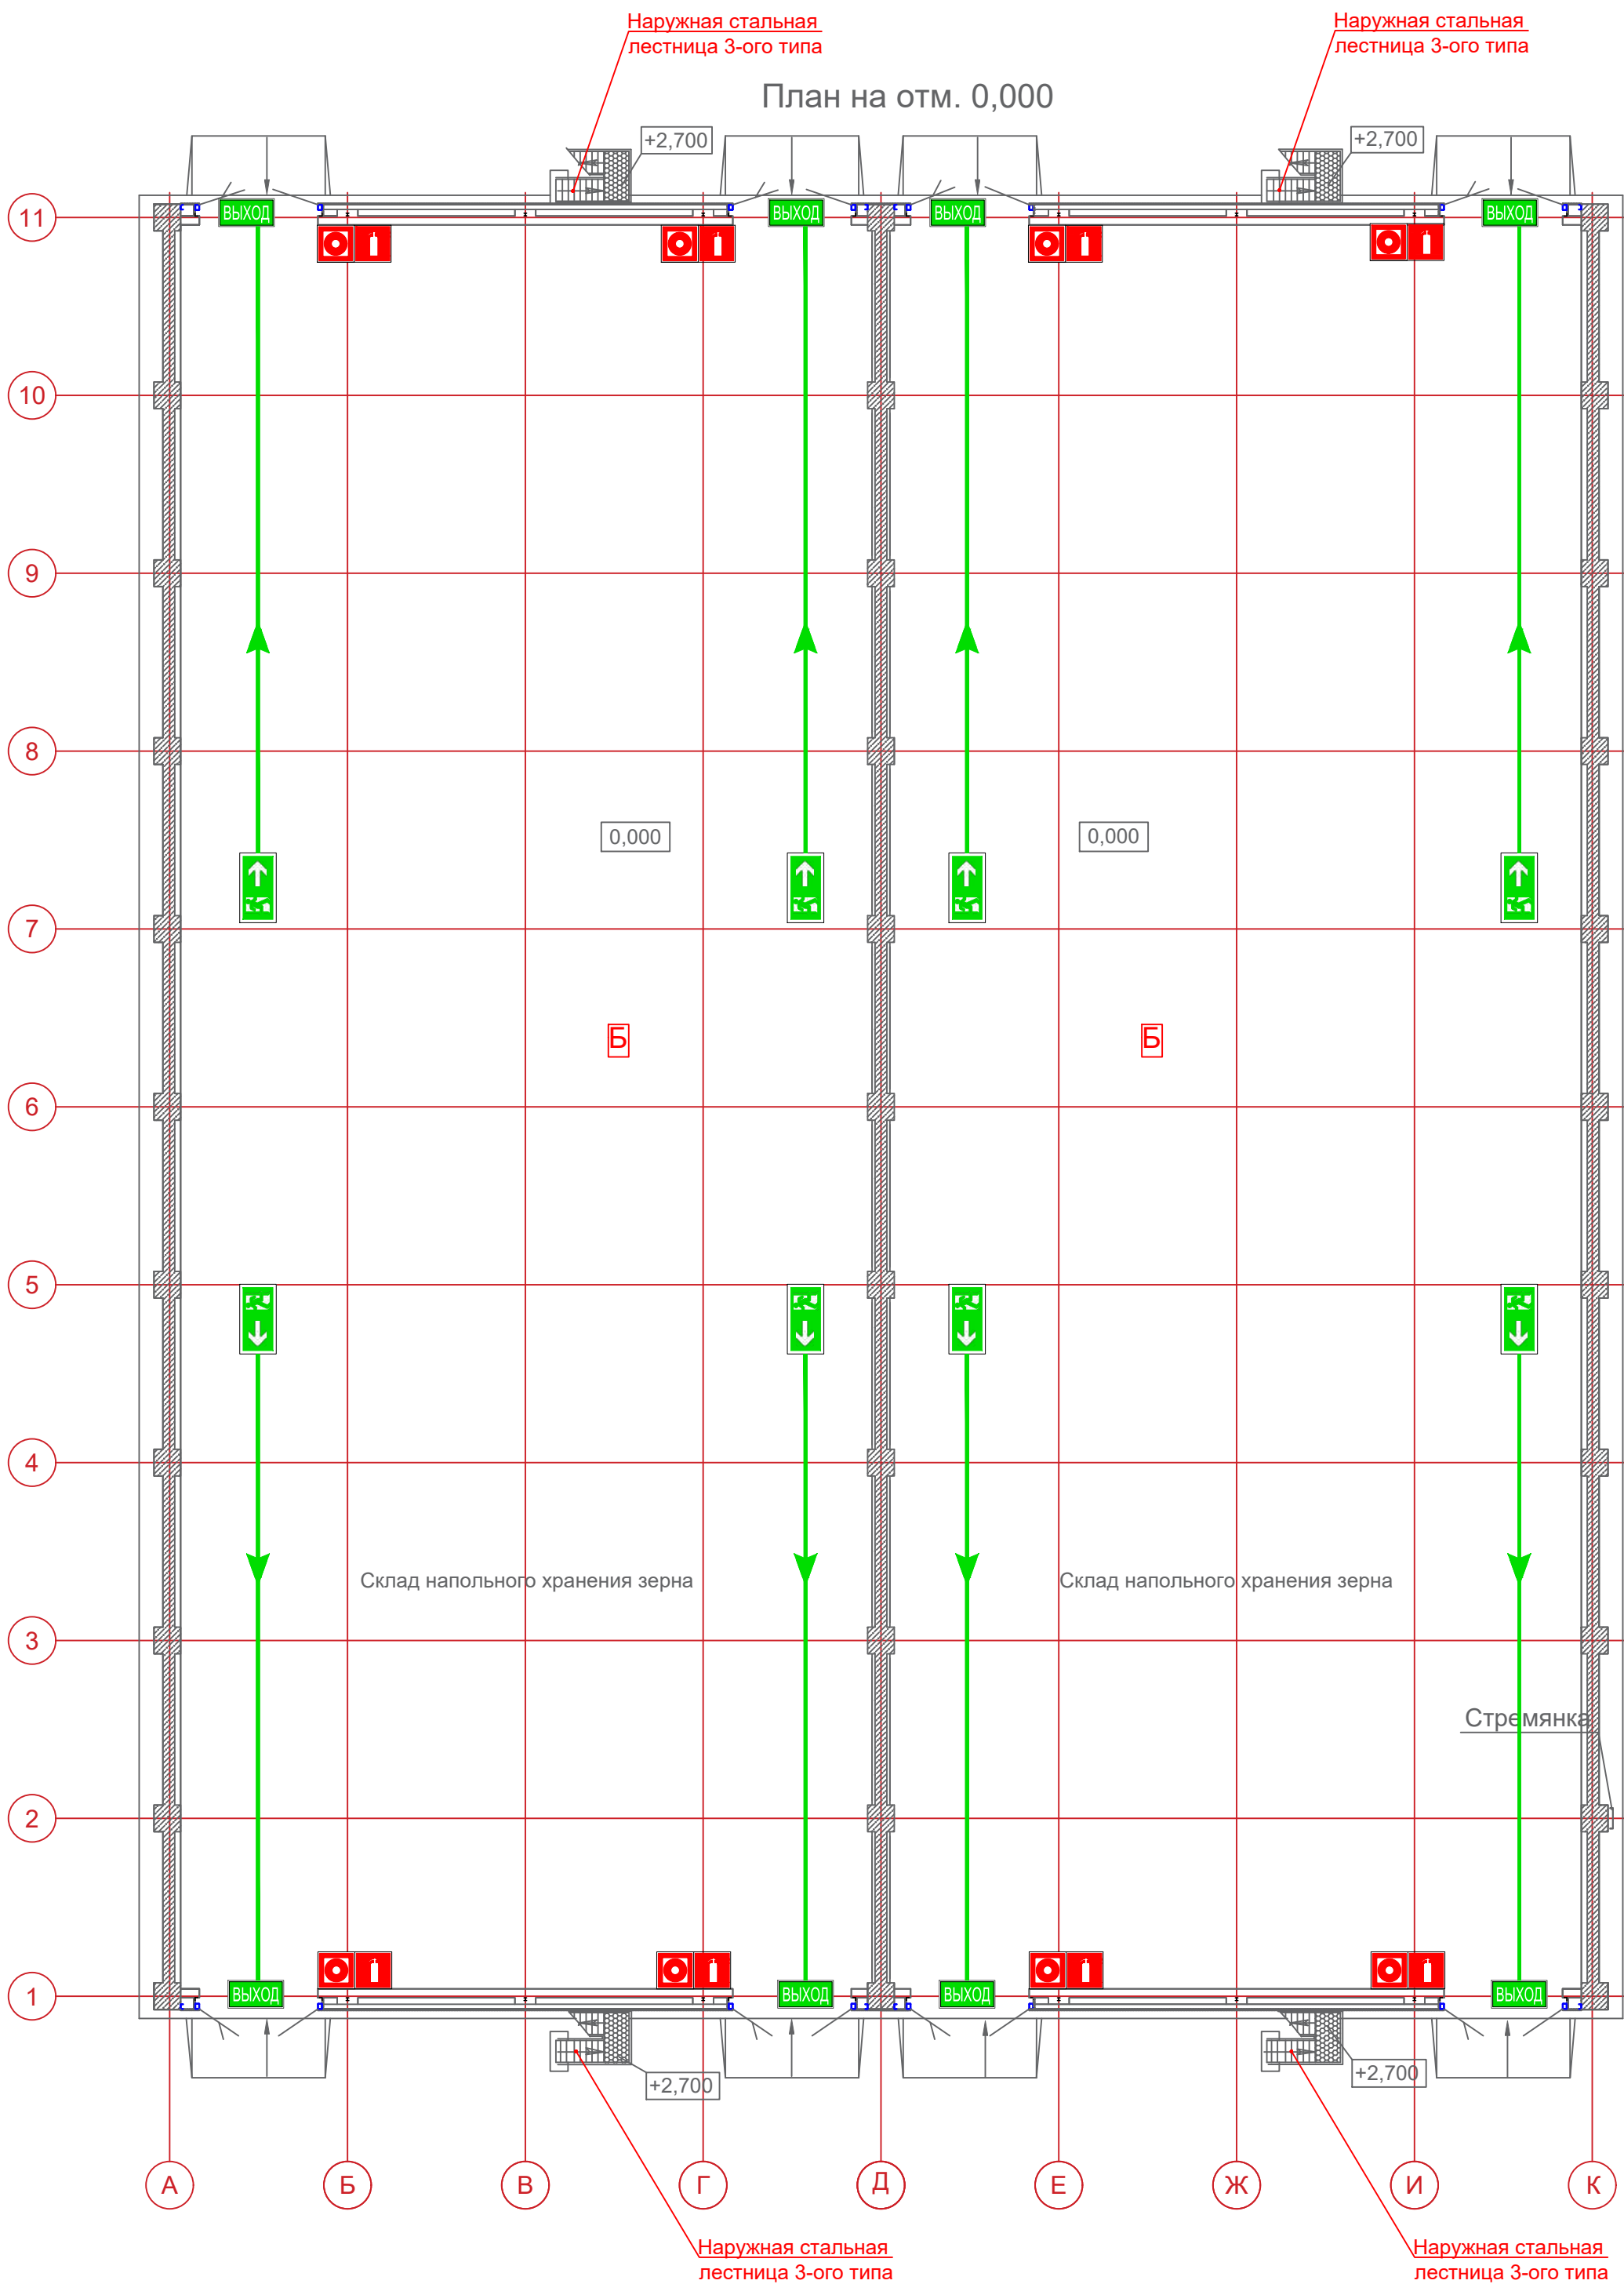 Наружная стальная
лестница 3-ого типа
Наружная стальная
лестница 3-ого типа
План на отм. 0,000
+2,700
+2,700
11
ВЫХОД
ВЫХОД
ВЫХОД
ВЫХОД
10
9
8
0,000
0,000
7
Б
Б
6
5
4
Склад напольного хранения зерна
Склад напольного хранения зерна
3
Стремянка
2
1
ВЫХОД
ВЫХОД
ВЫХОД
ВЫХОД
+2,700
+2,700
А
Б
В
Г
Д
Е
Ж
И
К
Наружная стальная
лестница 3-ого типа
Наружная стальная
лестница 3-ого типа